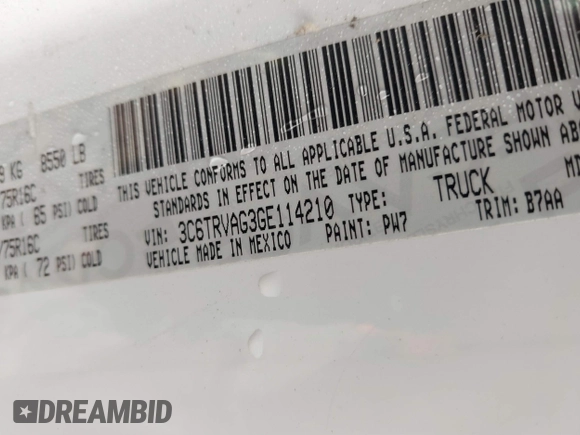 9 KG 8550 LB
/75R16C TIRES
KPA ( 65 PSI) COLD
/75R16C TIRES
KPA ( 72 PSI) COLD
THIS VEHICLE CONFORMS TO ALL APPLICABLE U.S.A. FEDERAL MOTOR
STANDARDS IN EFFECT ON THE DATE OF MANUFACTURE SHOWN ABO
VIN: 3C6TRVAG3GE114210 TYPE: TRUCK
VEHICLE MADE IN MEXICO PAINT: PW7 TRIM: B7AA
DREAMBID